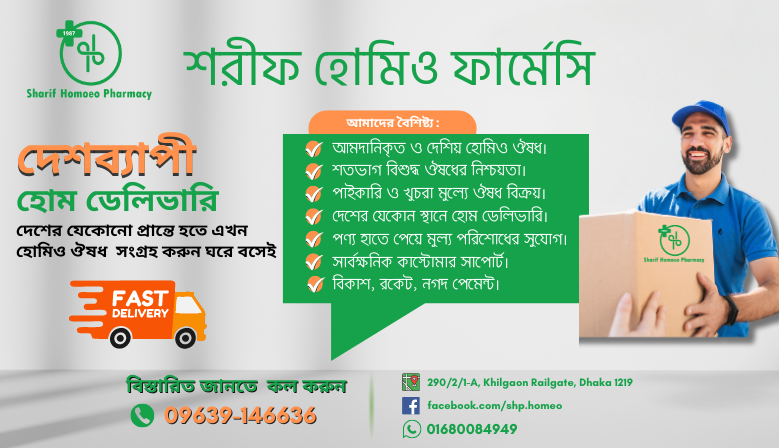 1987
Sharif Homoeo Pharmacy
শরীফ হোমিও ফার্মেসি
দেশব্যাপী
হোম ডেলিভারি
দেশের যেকোনো প্রান্তে হতে এখন
হোমিও ঔষধ সংগ্রহ করুন ঘরে বসেই
FAST
DELIVERY
আমাদের বৈশিষ্ট্য :
আমদানিকৃত ও দেশিয় হোমিও ঔষধ।
শতভাগ বিশুদ্ধ ঔষধের নিশ্চয়তা।
পাইকারি ও খুচরা মুল্যে ঔষধ বিক্রয়।
দেশের যেকোন স্থানে হোম ডেলিভারি।
পণ্য হাতে পেয়ে মুল্য পরিশোধের সুযোগ।
সার্বক্ষনিক কাস্টোমার সাপোর্ট।
বিকাশ, রকেট, নগদ পেমেন্ট।
Sharif Homoeo Pharmacy
বিস্তারিত জানতে কল করুন
09639-146636
290/2/1-A, Khilgaon Railgate, Dhaka 1219
facebook.com/shp.homeo
01680084949